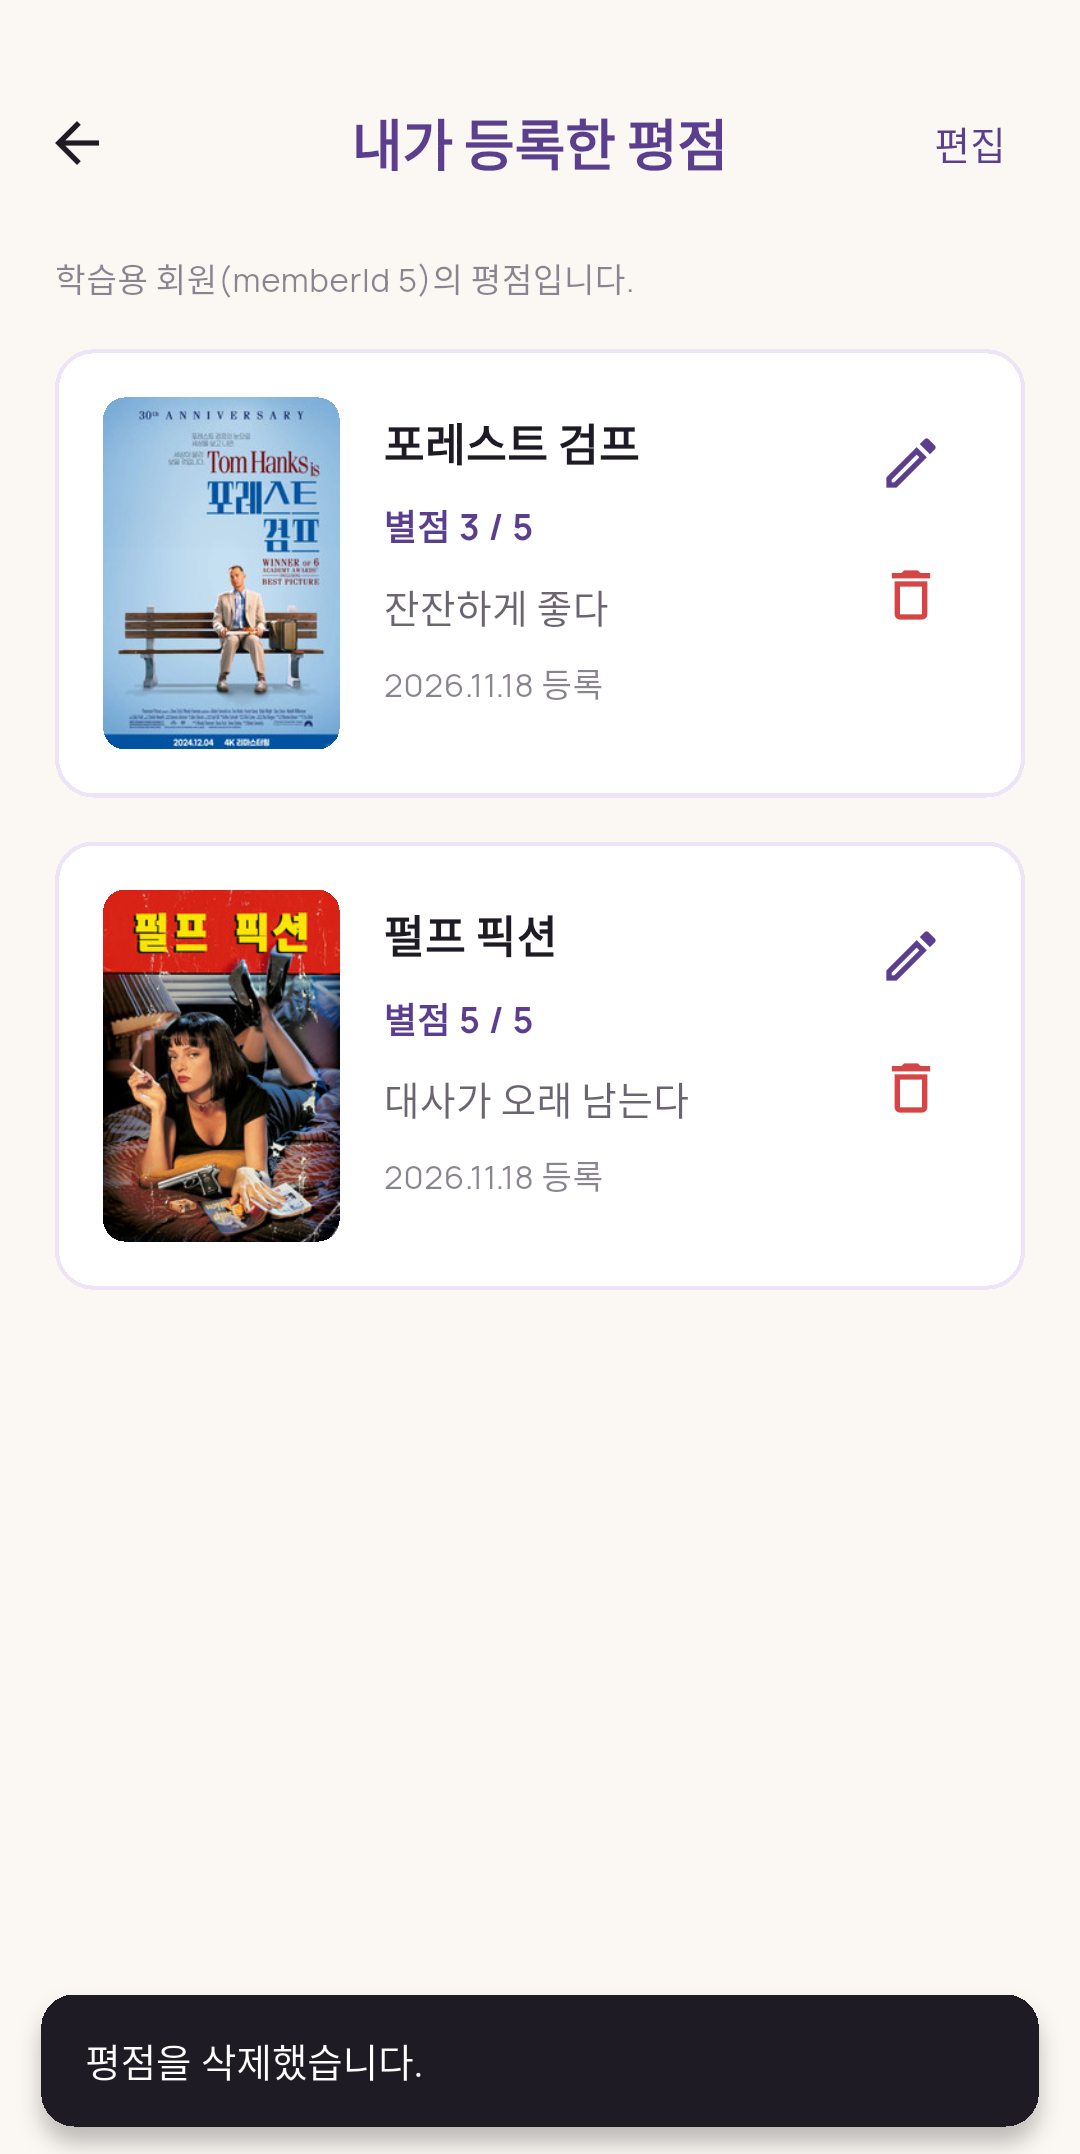 내가 등록한 평점
편집
학습용 회원(memberId 5)의 평점입니다.
30th ANNIVERSARY
Tom Hanks is
포레스트
검프
WINNER OF 6
ACADEMY AWARDS
BEST PICTURE
2024.12.04 4K 리마스터링
포레스트 검프
별점 3 / 5
잔잔하게 좋다
2026.11.18 등록
펄프 픽션
펄프 픽션
별점 5 / 5
대사가 오래 남는다
2026.11.18 등록
평점을 삭제했습니다.